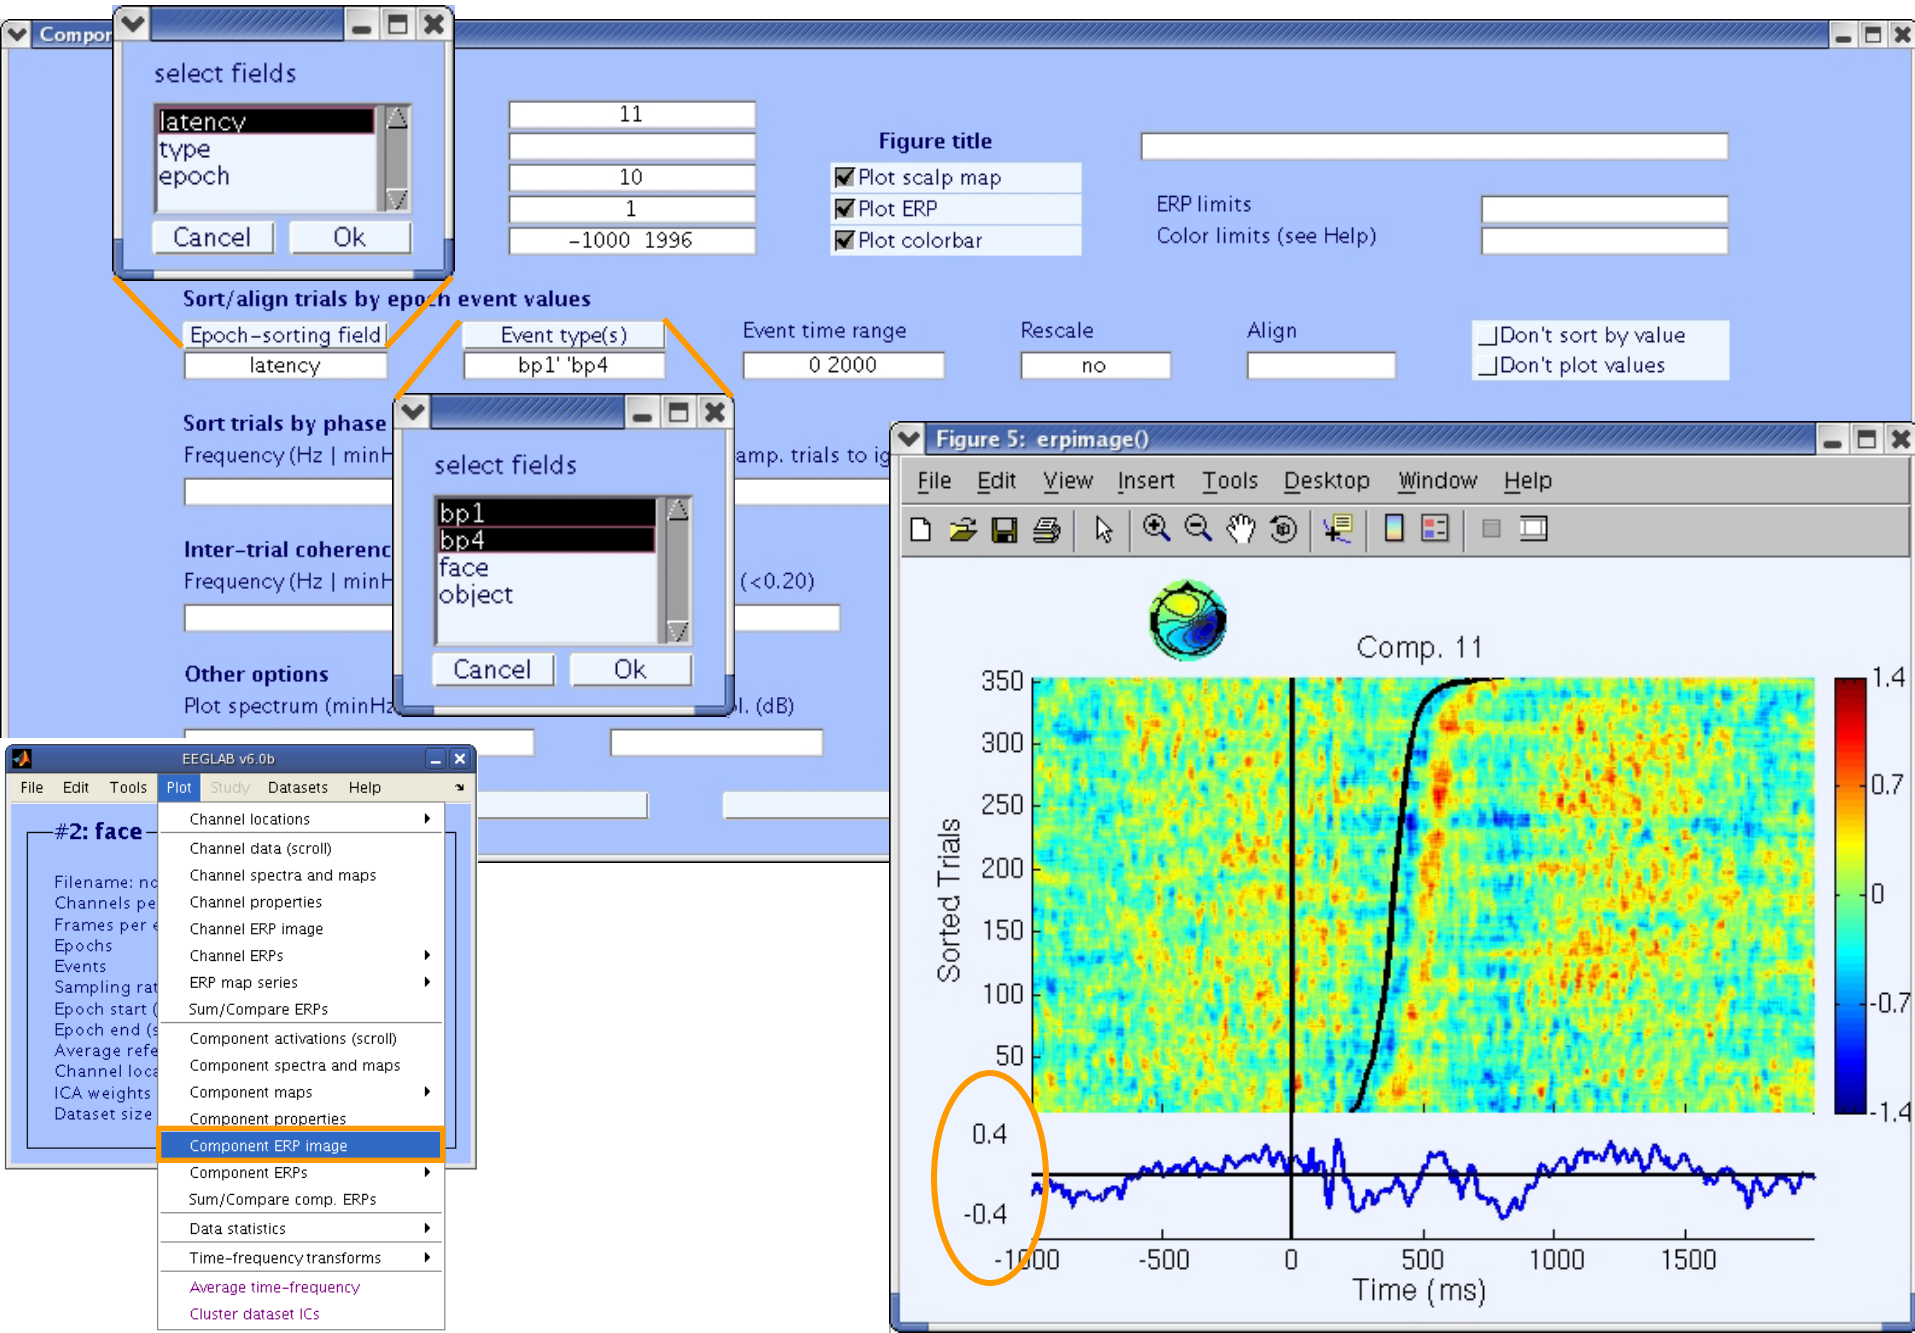 Compor
select fields
latency
type
epoch
Cancel
Ok
11
10
1
-1000 1996
Figure title
Plot scalp map
Plot ERP
Plot colorbar
ERP limits
Color limits (see Help)
Sort/align trials by epoch event values
Epoch-sorting field
Event type(s)
Event time range
Rescale
Align
Don't sort by value
Don't plot values
latency
bp1' 'bp4
0 2000
no
Sort trials by phase
Frequency (Hz | minH
amp. trials to ig
select fields
bp1
bp4
face
object
Cancel
Ok
Inter-trial coherenc
Frequency (Hz | minH
(<0.20)
Other options
Plot spectrum (minHz
l. (dB)
EEGLAB v6.0b
File Edit Tools Plot Study Datasets Help
#2: face
Filename: no
Channels pe
Frames per e
Epochs
Events
Sampling rat
Epoch start (
Epoch end (s
Average refe
Channel loca
ICA weights
Dataset size
Channel locations
Channel data (scroll)
Channel spectra and maps
Channel properties
Channel ERP image
Channel ERPs
ERP map series
Sum/Compare ERPs
Component activations (scroll)
Component spectra and maps
Component maps
Component properties
Component ERP image
Component ERPs
Sum/Compare comp. ERPs
Data statistics
Time-frequency transforms
Average time-frequency
Cluster dataset ICs
Figure 5: erpimage()
File Edit View Insert Tools Desktop Window Help
Comp. 11
Sorted Trials
350
300
250
200
150
100
50
1.4
0.7
0
-0.7
-1.4
0.4
-0.4
-1000 -500 0 500 1000 1500
Time (ms)